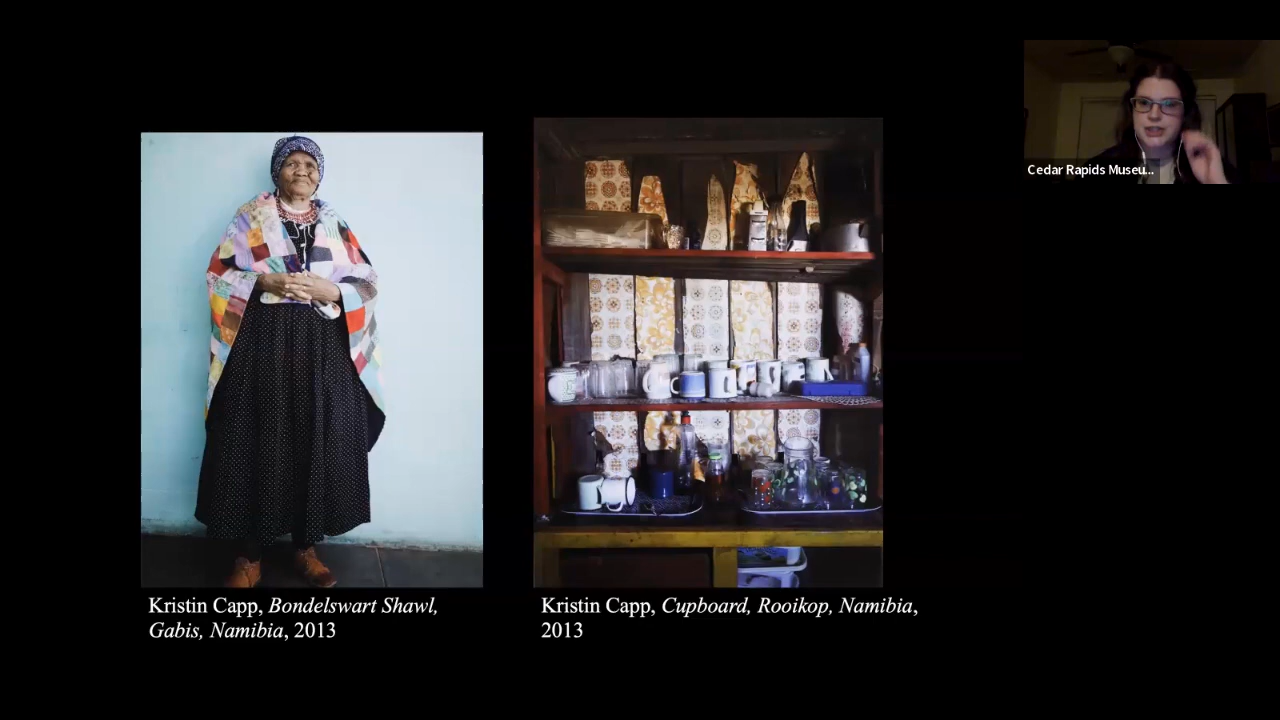 Cedar Rapids Museu...
Kristin Capp, Bondelswart Shawl,
Gabis, Namibia, 2013
Kristin Capp, Cupboard, Rooikop, Namibia,
2013